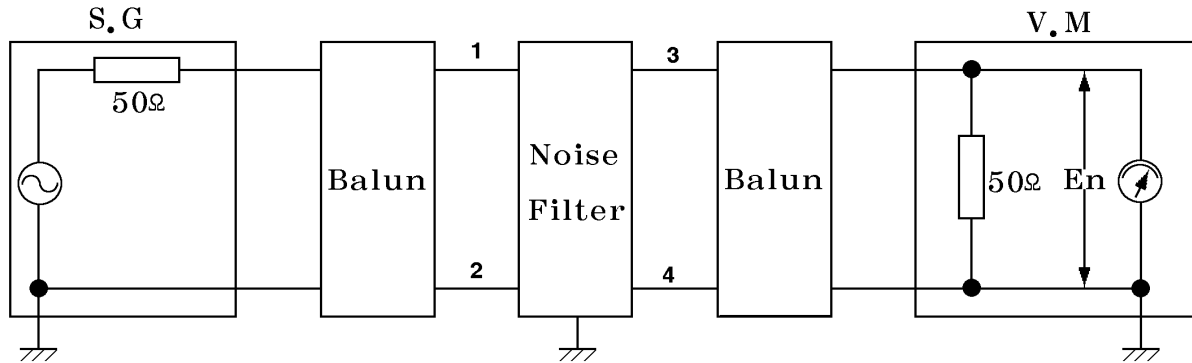 S.G
V.M
50Ω
1
3
Balun
Noise
Filter
Balun
50Ω
En
2
4